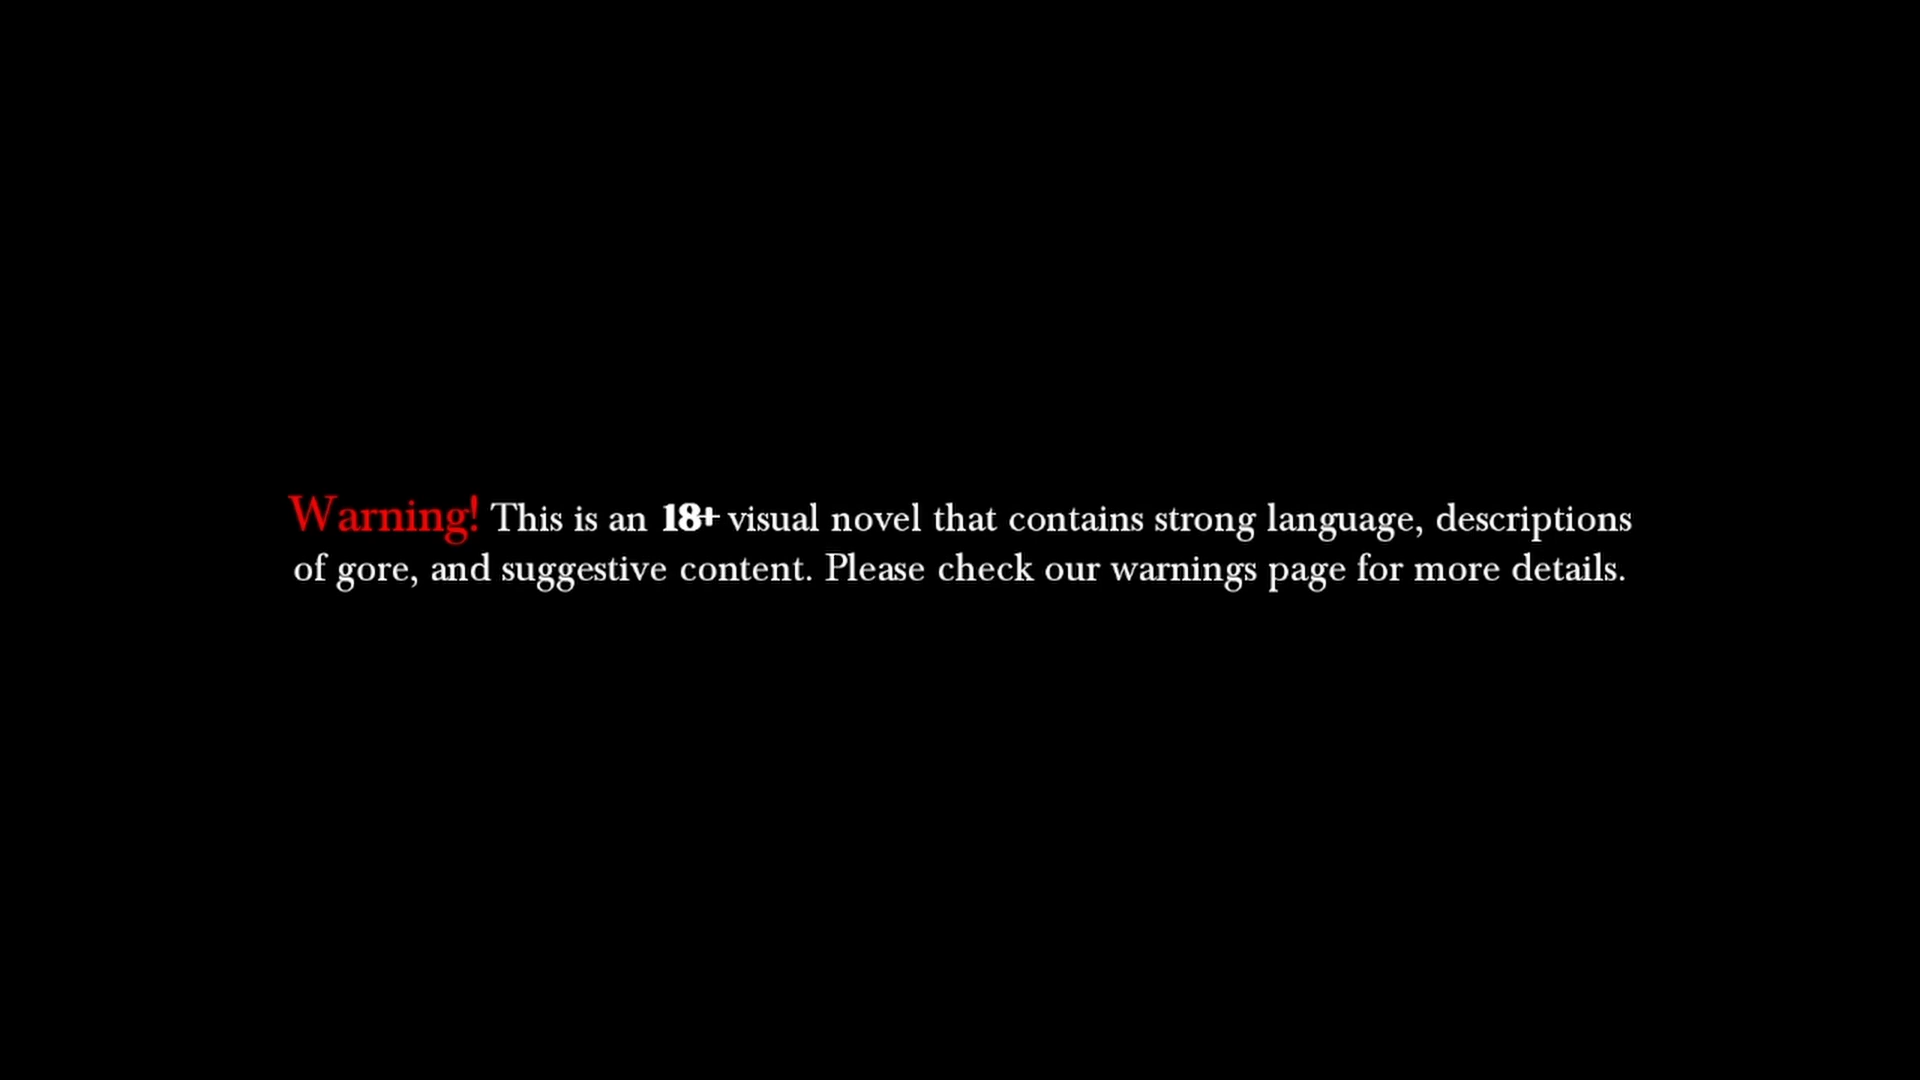 Warning! This is an 18+ visual novel that contains strong language, descriptions
of gore, and suggestive content. Please check our warnings page for more details.